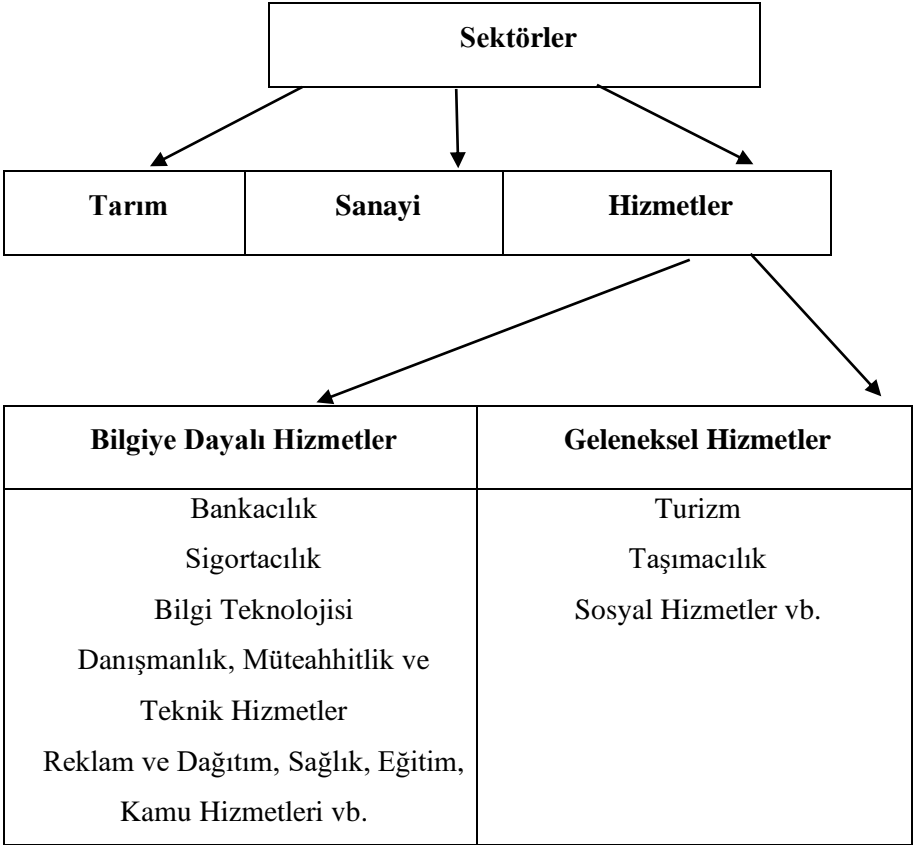 Sektörler
Tarım
Sanayi
Hizmetler
Bilgiye Dayalı Hizmetler
Geleneksel Hizmetler
Bankacılık
Sigortacılık
Bilgi Teknolojisi
Danışmanlık, Müteahhitlik ve
Teknik Hizmetler
Reklam ve Dağıtım, Sağlık, Eğitim,
Kamu Hizmetleri vb.
Turizm
Taşımacılık
Sosyal Hizmetler vb.